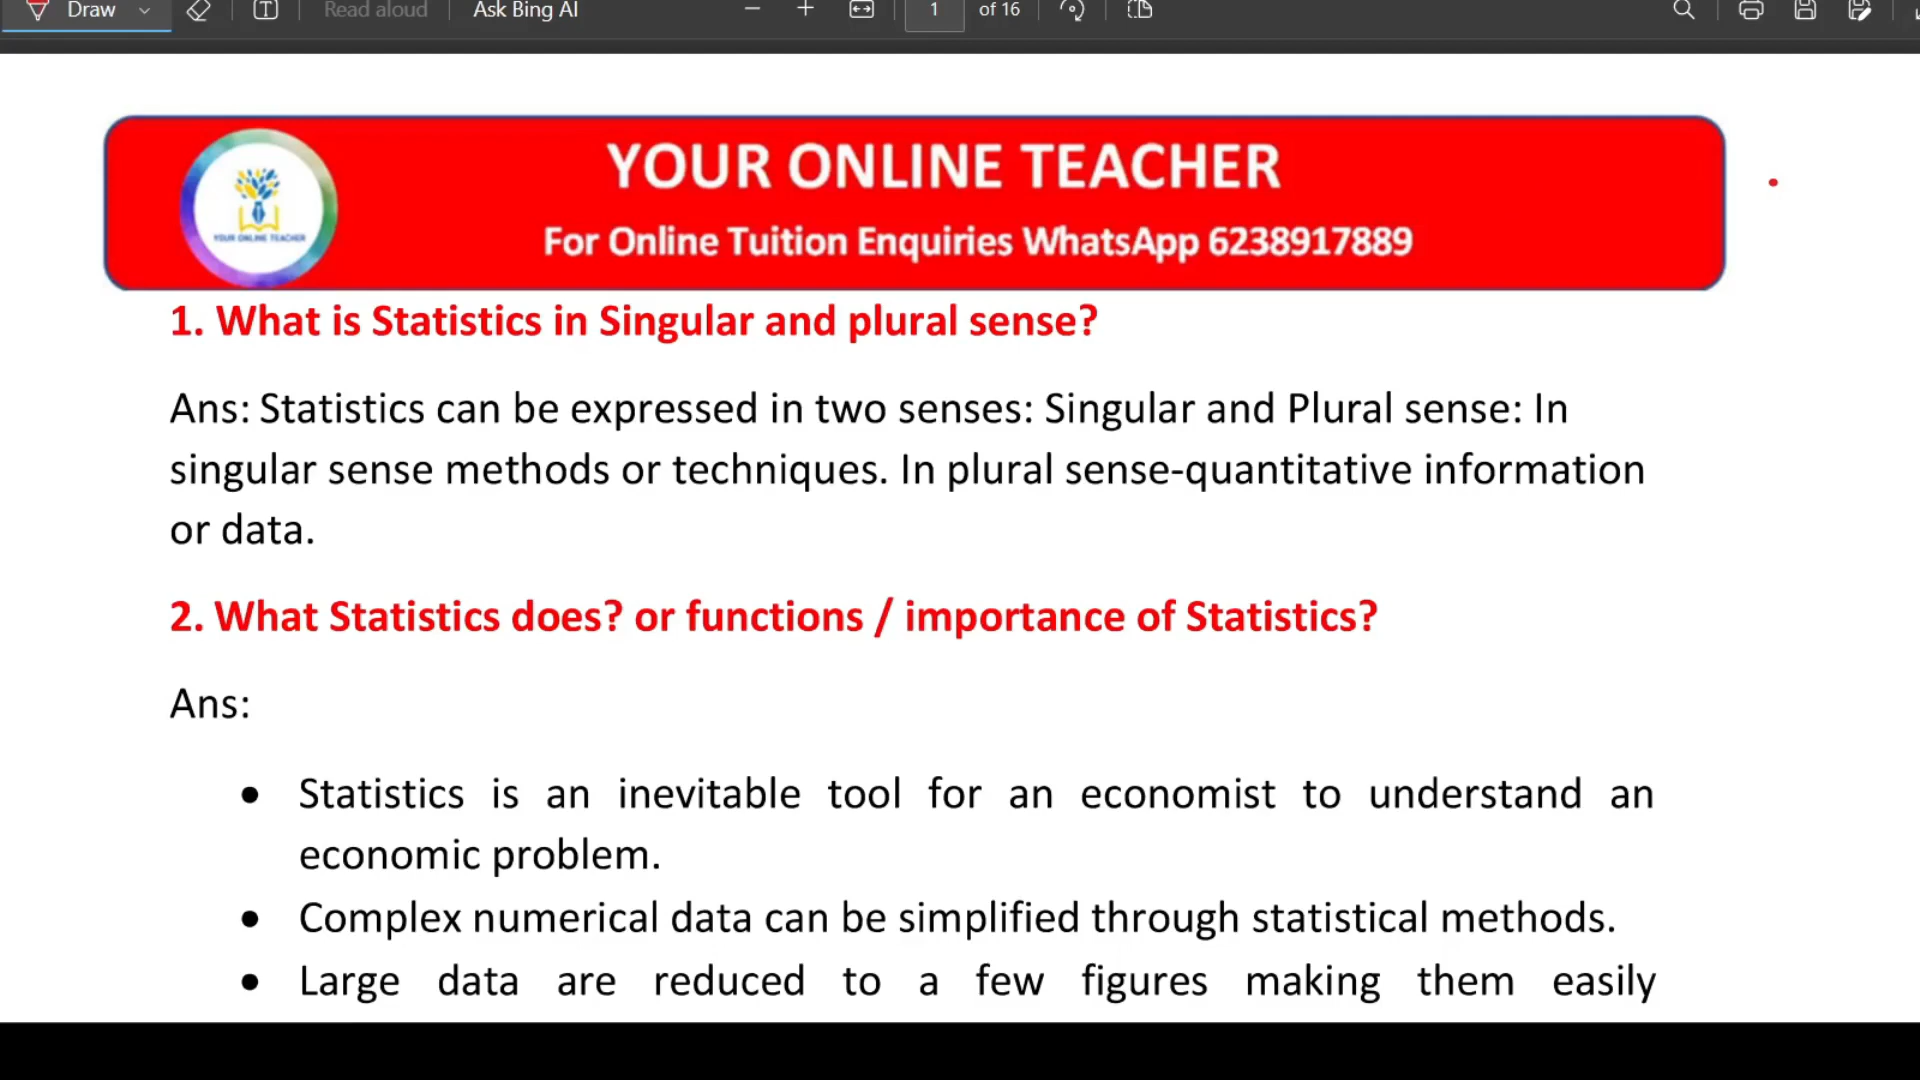 Draw Read aloud Ask Bing AI 1 of 16
YOUR ONLINE TEACHER
YOUR ONLINE TEACHER
For Online Tuition Enquiries WhatsApp 6238917889
1. What is Statistics in Singular and plural sense?
Ans: Statistics can be expressed in two senses: Singular and Plural sense: In
singular sense methods or techniques. In plural sense-quantitative information
or data.
2. What Statistics does? or functions / importance of Statistics?
Ans:
• Statistics is an inevitable tool for an economist to understand an
economic problem.
• Complex numerical data can be simplified through statistical methods.
• Large data are reduced to a few figures making them easily